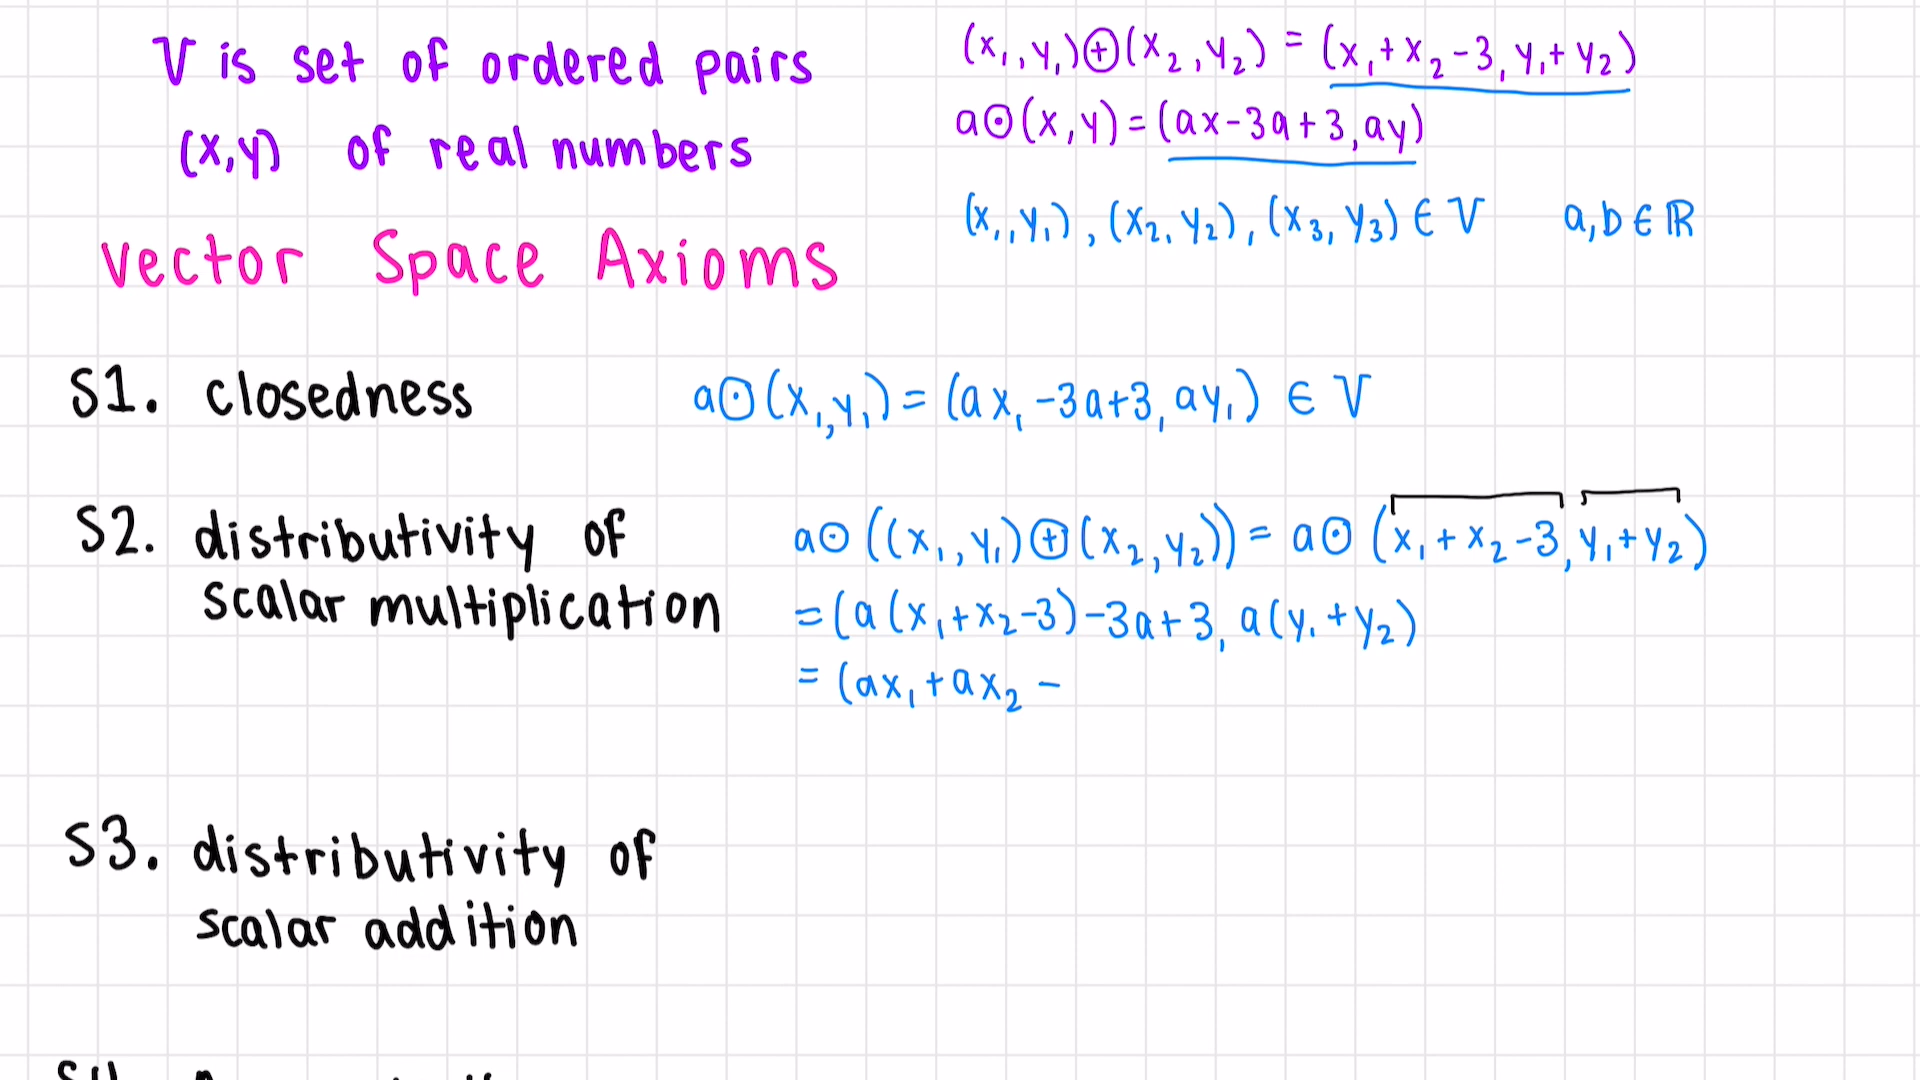 V is set of ordered pairs
(x,y) of real numbers
(x₁,y₁)⊕(x₂,y₂) = (x₁+x₂-3, y₁+y₂)
a⊙(x,y) = (ax-3a+3, ay)
(x₁,y₁), (x₂,y₂), (x₃,y₃) ∈ V a,b ∈ ℝ
Vector Space Axioms
S1. closedness
a⊙(x₁,y₁) = (ax₁-3a+3, ay₁) ∈ V
S2. distributivity of
scalar multiplication
a⊙((x₁,y₁)⊕(x₂,y₂)) = a⊙(x₁+x₂-3, y₁+y₂)
=(a(x₁+x₂-3)-3a+3, a(y₁+y₂)
= (ax₁+ax₂ -
S3. distributivity of
scalar addition